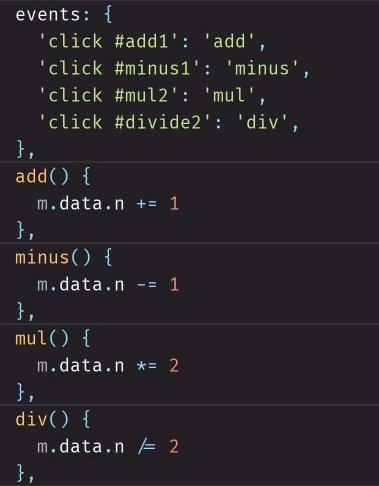 events: {
  'click #add1': 'add',
  'click #minus1': 'minus',
  'click #mul2': 'mul',
  'click #divide2': 'div',
},
add() {
  m.data.n += 1
},
minus() {
  m.data.n -= 1
},
mul() {
  m.data.n *= 2
},
div() {
  m.data.n /= 2
},